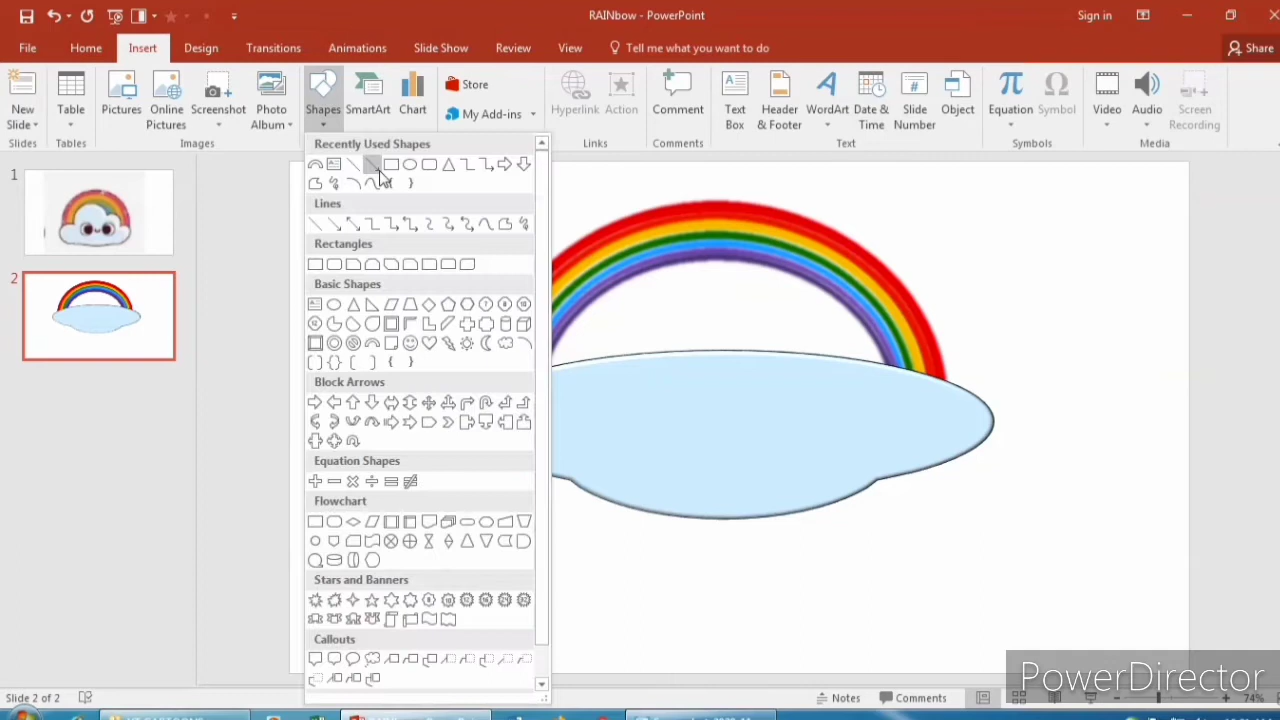 RAINbow - PowerPoint
Sign in
File Home Insert Design Transitions Animations Slide Show Review View Tell me what you want to do Share
New Slide
Table
Pictures
Online Pictures
Screenshot
Photo Album
Shapes
SmartArt
Chart
Store
My Add-ins
Hyperlink
Action
Comment
Text Box
Header & Footer
WordArt
Date & Time
Slide Number
Object
Equation
Symbol
Video
Audio
Screen Recording
Slides
Tables
Images
Links
Comments
Text
Symbols
Media
Recently Used Shapes
Lines
Rectangles
Basic Shapes
Block Arrows
Equation Shapes
Flowchart
Stars and Banners
Callouts
1
2
PowerDirector
Slide 2 of 2
Notes
Comments
74%